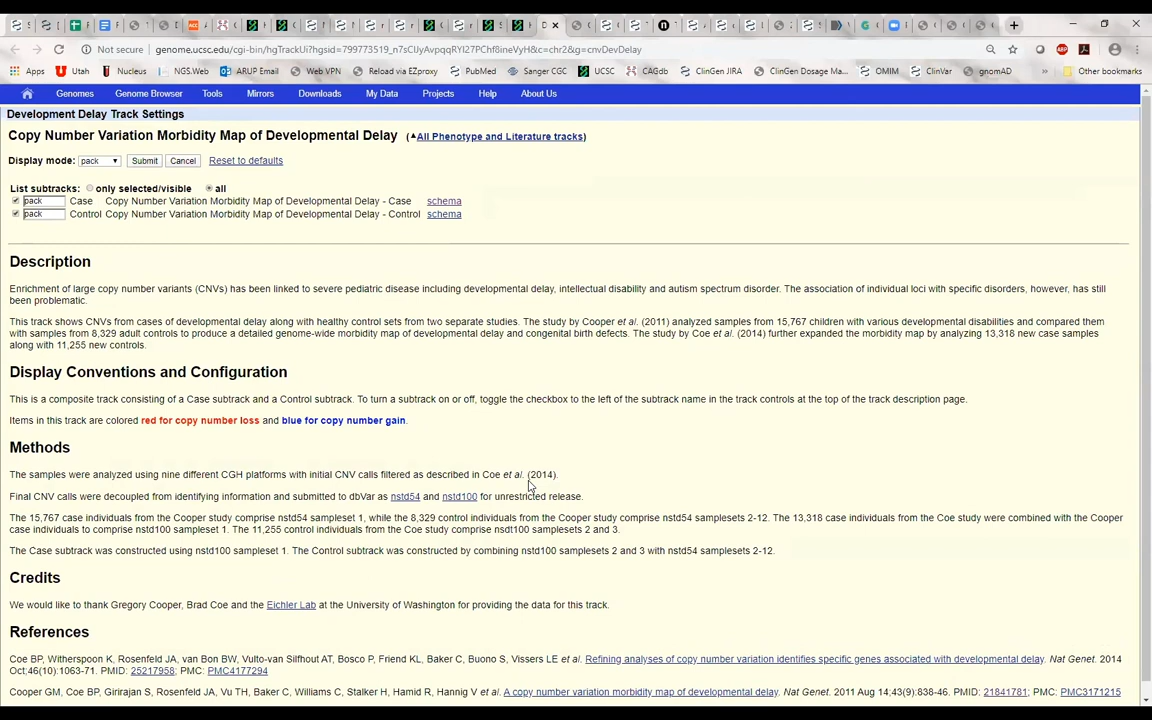 Not secure genome.ucsc.edu/cgi-bin/hgTrackUi?hgsid=799773519_n7sCIJyAvpqqRYl27PChf8ineVyH&c=chr2&g=cnvDevDelay
Apps Utah Nucleus NGS.Web ARUP Email Web VPN Reload via EZproxy PubMed Sanger CGC UCSC CAGdb ClinGen JIRA ClinGen Dosage Ma... OMIM ClinVar gnomAD » Other bookmarks
Genomes Genome Browser Tools Mirrors Downloads My Data Projects Help About Us
Development Delay Track Settings
Copy Number Variation Morbidity Map of Developmental Delay (▲All Phenotype and Literature tracks)
Display mode: pack Submit Cancel Reset to defaults
List subtracks: only selected/visible all
pack Case Copy Number Variation Morbidity Map of Developmental Delay - Case schema
pack Control Copy Number Variation Morbidity Map of Developmental Delay - Control schema
Description
Enrichment of large copy number variants (CNVs) has been linked to severe pediatric disease including developmental delay, intellectual disability and autism spectrum disorder. The association of individual loci with specific disorders, however, has still
been problematic.
This track shows CNVs from cases of developmental delay along with healthy control sets from two separate studies. The study by Cooper et al. (2011) analyzed samples from 15,767 children with various developmental disabilities and compared them
with samples from 8,329 adult controls to produce a detailed genome-wide morbidity map of developmental delay and congenital birth defects. The study by Coe et al. (2014) further expanded the morbidity map by analyzing 13,318 new case samples
along with 11,255 new controls.
Display Conventions and Configuration
This is a composite track consisting of a Case subtrack and a Control subtrack. To turn a subtrack on or off, toggle the checkbox to the left of the subtrack name in the track controls at the top of the track description page.
Items in this track are colored red for copy number loss and blue for copy number gain.
Methods
The samples were analyzed using nine different CGH platforms with initial CNV calls filtered as described in Coe et al. (2014).
Final CNV calls were decoupled from identifying information and submitted to dbVar as nstd54 and nstd100 for unrestricted release.
The 15,767 case individuals from the Cooper study comprise nstd54 sampleset 1, while the 8,329 control individuals from the Cooper study comprise nstd54 samplesets 2-12. The 13,318 case individuals from the Coe study were combined with the Cooper
case individuals to comprise nstd100 sampleset 1. The 11,255 control individuals from the Coe study comprise nsdt100 samplesets 2 and 3.
The Case subtrack was constructed using nstd100 sampleset 1. The Control subtrack was constructed by combining nstd100 samplesets 2 and 3 with nstd54 samplesets 2-12.
Credits
We would like to thank Gregory Cooper, Brad Coe and the Eichler Lab at the University of Washington for providing the data for this track.
References
Coe BP, Witherspoon K, Rosenfeld JA, van Bon BW, Vulto-van Silfhout AT, Bosco P, Friend KL, Baker C, Buono S, Vissers LE et al. Refining analyses of copy number variation identifies specific genes associated with developmental delay. Nat Genet. 2014
Oct;46(10):1063-71. PMID: 25217958; PMC: PMC4177294
Cooper GM, Coe BP, Girirajan S, Rosenfeld JA, Vu TH, Baker C, Williams C, Stalker H, Hamid R, Hannig V et al. A copy number variation morbidity map of developmental delay. Nat Genet. 2011 Aug 14;43(9):838-46. PMID: 21841781; PMC: PMC3171215